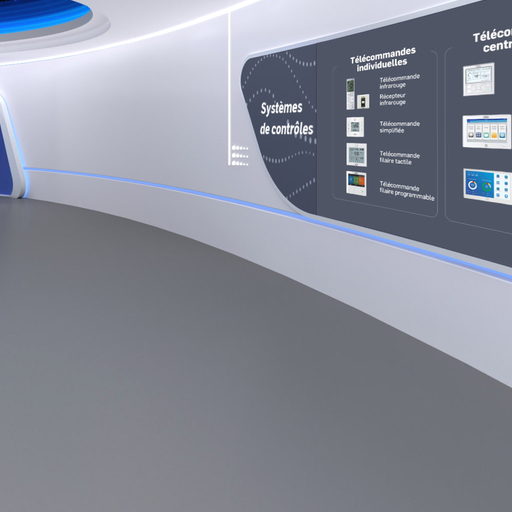 Systèmes
de contrôles
Télécommandes
individuelles
Télécommande
infrarouge
Récepteur
infrarouge
Télécommande
simplifiée
Télécommande
filaire tactile
Télécommande
filaire programmable